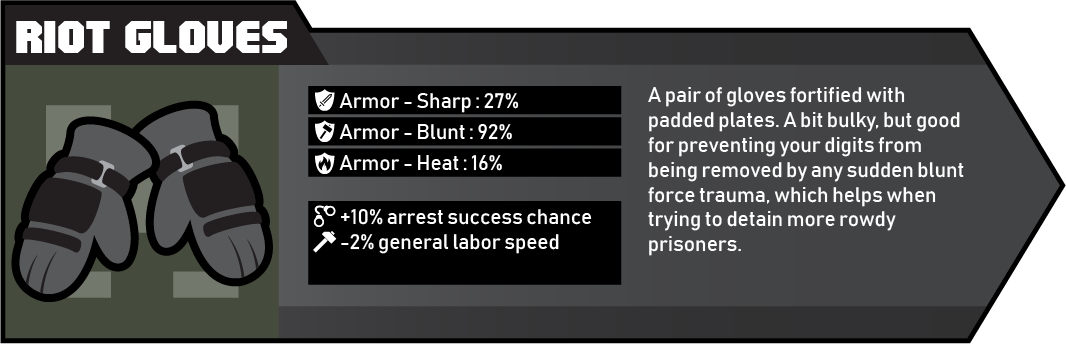 RIOT GLOVES
Armor - Sharp : 27%
Armor - Blunt : 92%
Armor - Heat : 16%
+10% arrest success chance
-2% general labor speed
A pair of gloves fortified with
padded plates. A bit bulky, but good
for preventing your digits from
being removed by any sudden blunt
force trauma, which helps when
trying to detain more rowdy
prisoners.